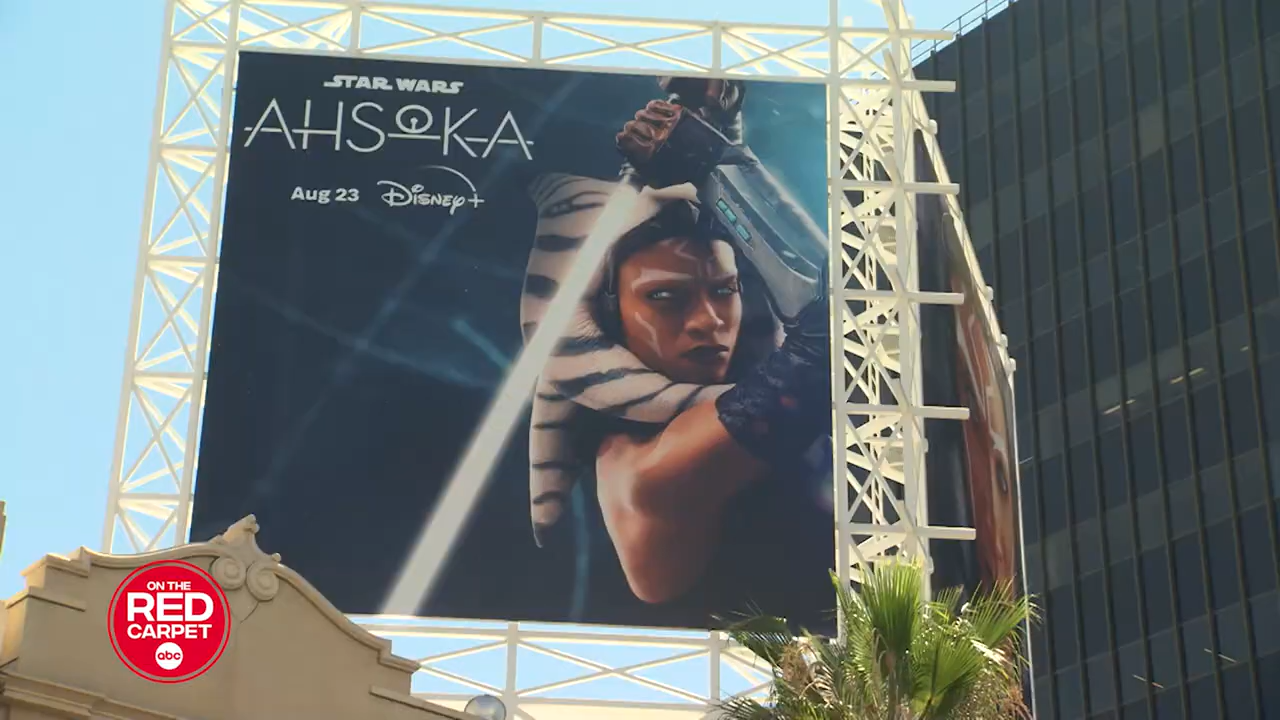 STAR WARS
AHSOKA
Aug 23 Disney+
ON THE
RED
CARPET
abc